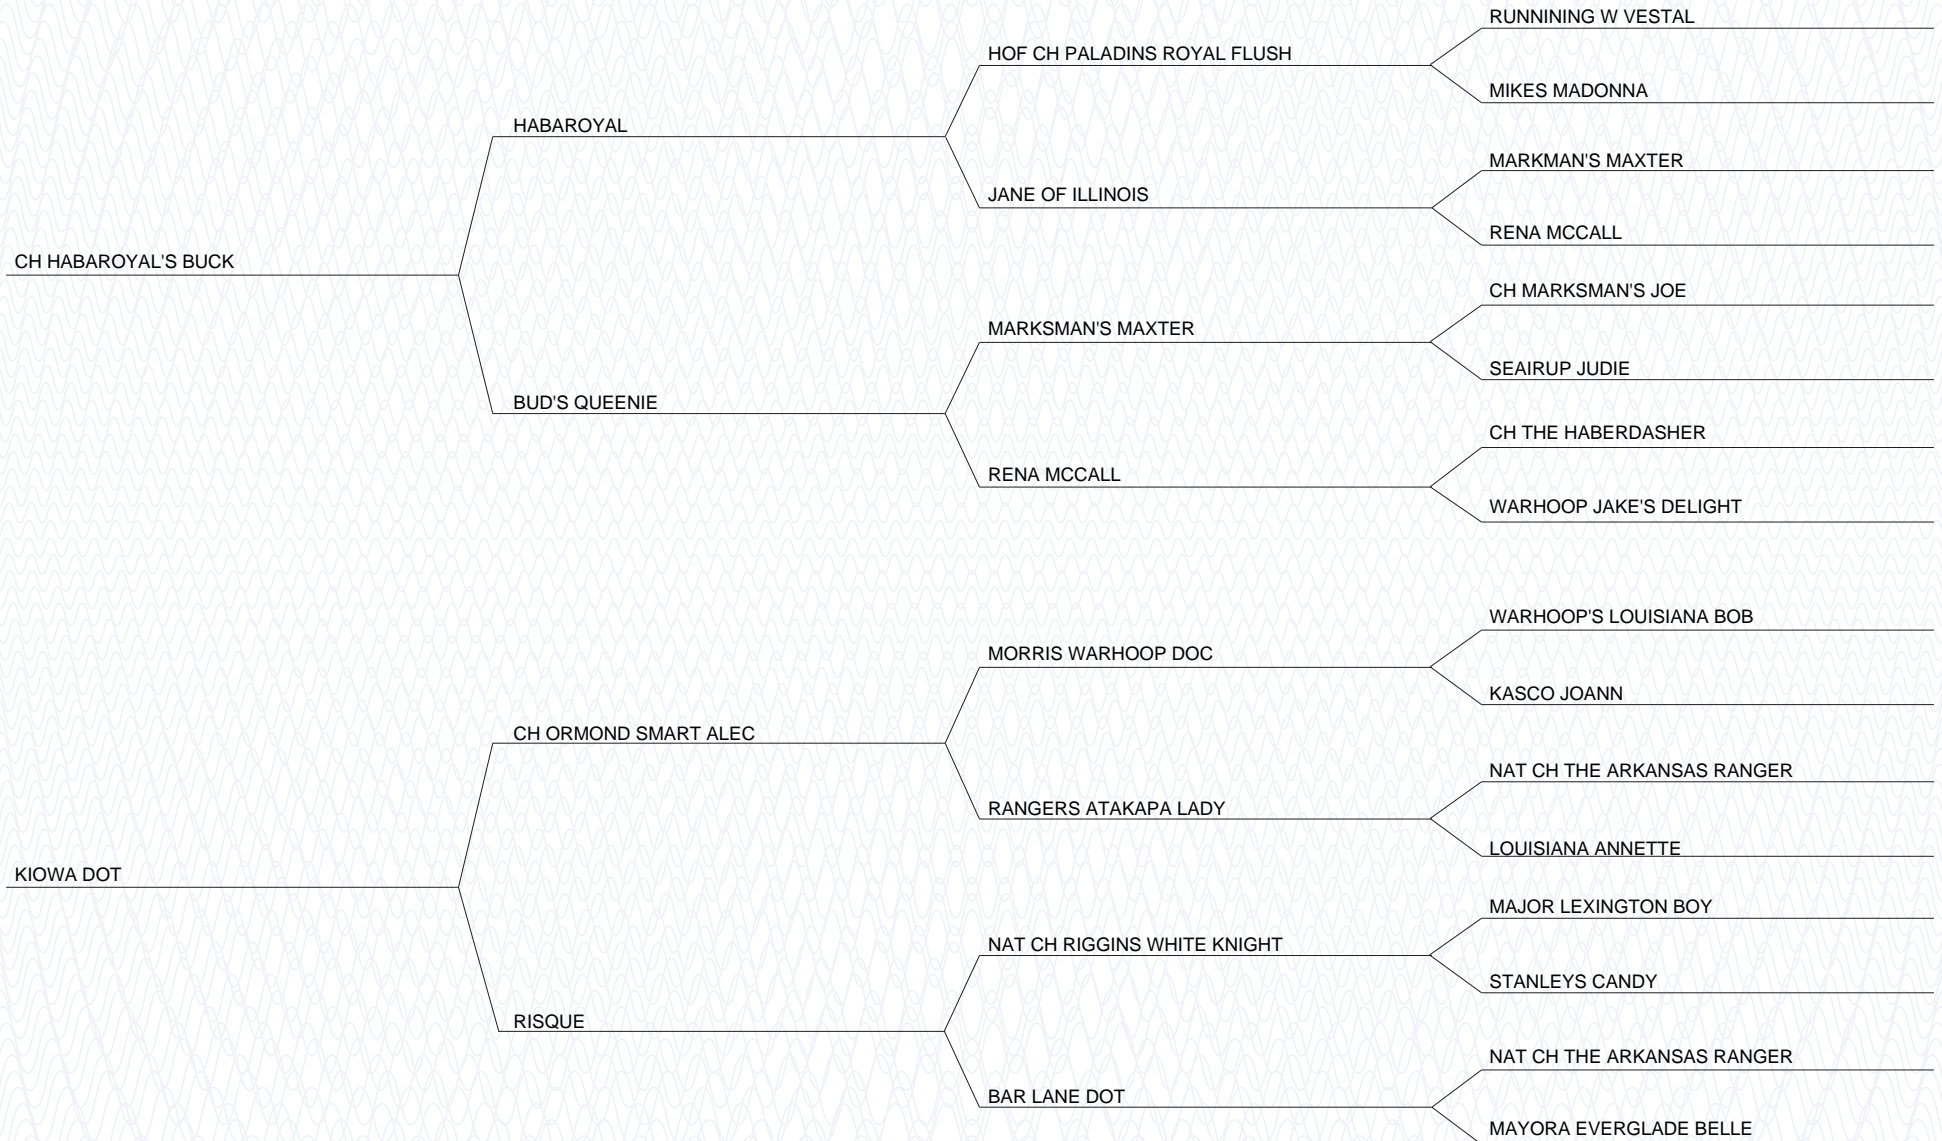 RUNNINING W VESTAL
HOF CH PALADINS ROYAL FLUSH
MIKES MADONNA
HABAROYAL
MARKMAN'S MAXTER
JANE OF ILLINOIS
RENA MCCALL
CH HABAROYAL'S BUCK
CH MARKSMAN'S JOE
MARKSMAN'S MAXTER
SEAIRUP JUDIE
BUD'S QUEENIE
CH THE HABERDASHER
RENA MCCALL
WARHOOP JAKE'S DELIGHT
WARHOOP'S LOUISIANA BOB
MORRIS WARHOOP DOC
KASCO JOANN
CH ORMOND SMART ALEC
NAT CH THE ARKANSAS RANGER
RANGERS ATAKAPA LADY
LOUISIANA ANNETTE
KIOWA DOT
MAJOR LEXINGTON BOY
NAT CH RIGGINS WHITE KNIGHT
STANLEYS CANDY
RISQUE
NAT CH THE ARKANSAS RANGER
BAR LANE DOT
MAYORA EVERGLADE BELLE